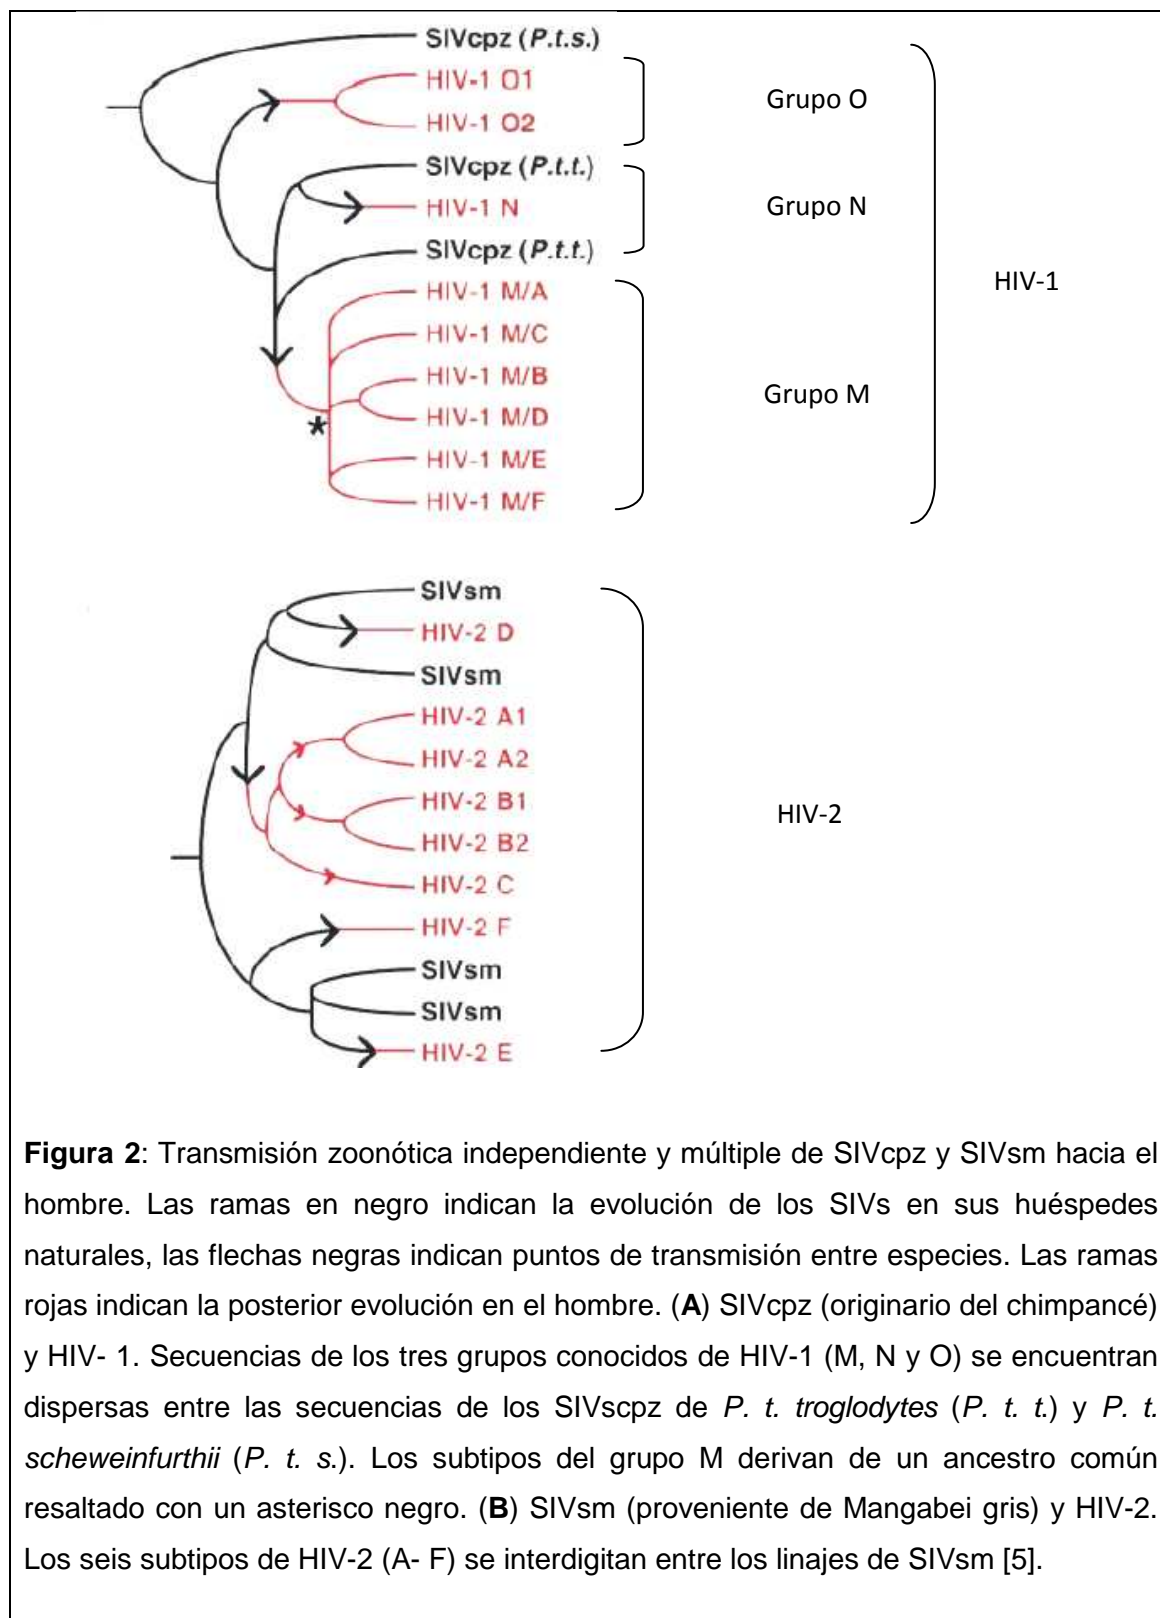 SIVcpz (P.t.s.)
HIV-1 O1
Grupo O
HIV-1 O2
SIVcpz (P.t.t.)
HIV-1 N
Grupo N
SIVcpz (P.t.t.)
HIV-1
HIV-1 M/A
HIV-1 M/C
HIV-1 M/B
Grupo M
HIV-1 M/D
*
HIV-1 M/E
HIV-1 M/F
SIVsm
HIV-2 D
SIVsm
HIV-2 A1
HIV-2 A2
HIV-2 B1
HIV-2
HIV-2 B2
HIV-2 C
HIV-2 F
SIVsm
SIVsm
HIV-2 E
Figura 2: Transmisión zoonótica independiente y múltiple de SIVcpz y SIVsm hacia el
hombre. Las ramas en negro indican la evolución de los SIVs en sus huéspedes
naturales, las flechas negras indican puntos de transmisión entre especies. Las ramas
rojas indican la posterior evolución en el hombre. (A) SIVcpz (originario del chimpancé)
y HIV- 1. Secuencias de los tres grupos conocidos de HIV-1 (M, N y O) se encuentran
dispersas entre las secuencias de los SIVscpz de P. t. troglodytes (P. t. t.) y P. t.
scheweinfurthii (P. t. s.). Los subtipos del grupo M derivan de un ancestro común
resaltado con un asterisco negro. (B) SIVsm (proveniente de Mangabei gris) y HIV-2.
Los seis subtipos de HIV-2 (A- F) se interdigitan entre los linajes de SIVsm [5].